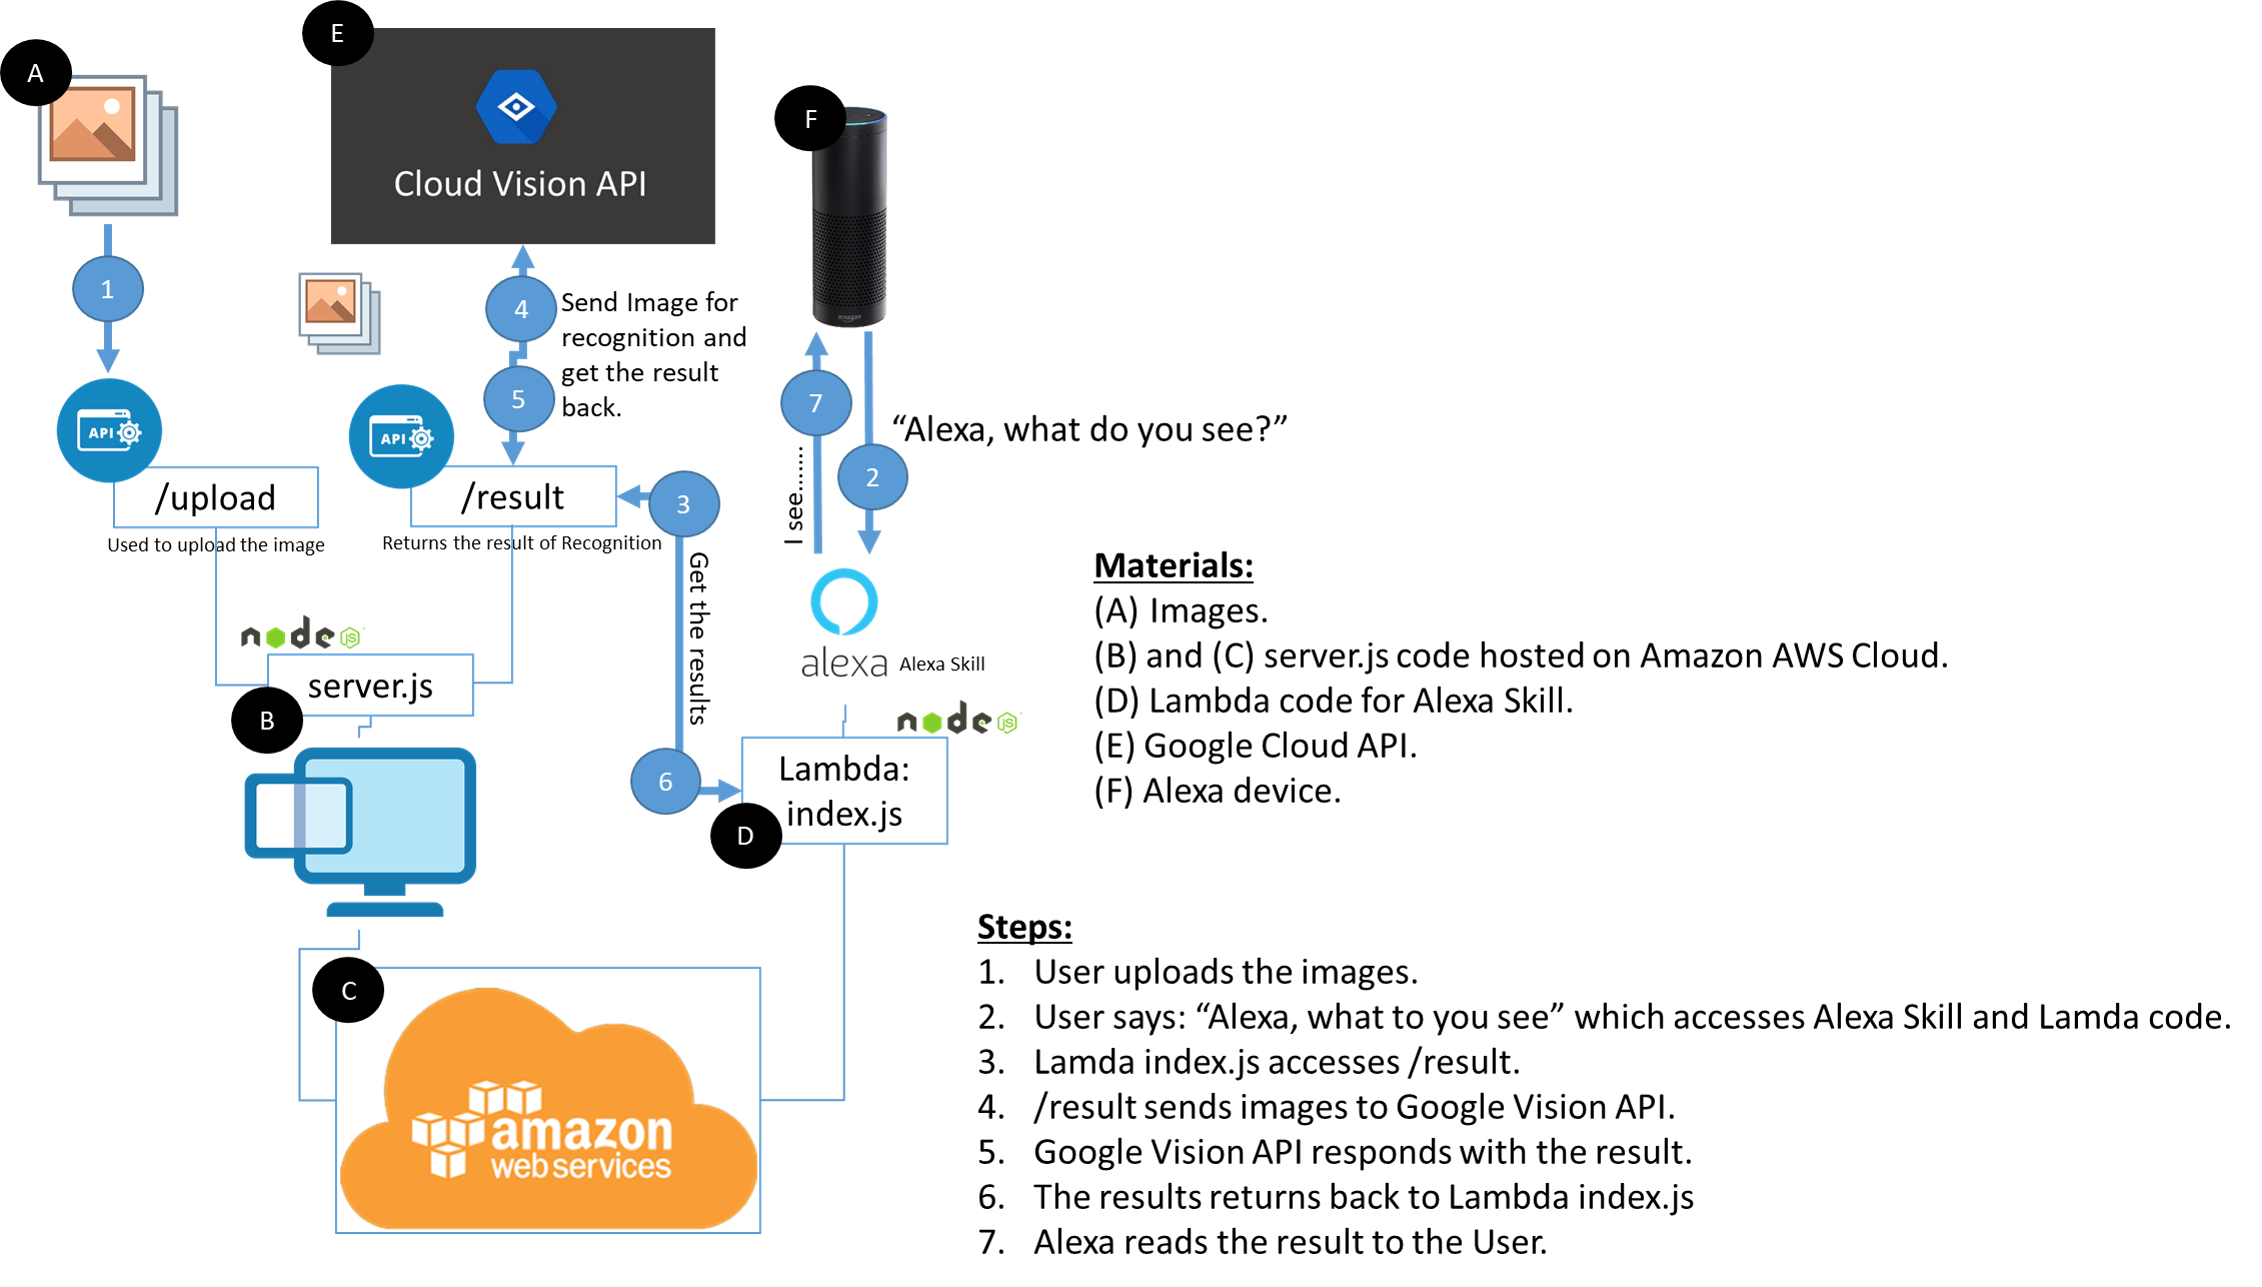 A
E
Cloud Vision API
F
amazon
1
4
5
Send Image for
recognition and
get the result
back.
7
"Alexa, what do you see?"
2
I see........
API
/upload
Used to upload the image
API
/result
Returns the result of Recognition
3
Get the results
6
node js
server.js
B
alexa Alexa Skill
node js
Lambda:
index.js
D
C
amazon
web services
Materials:
(A) Images.
(B) and (C) server.js code hosted on Amazon AWS Cloud.
(D) Lambda code for Alexa Skill.
(E) Google Cloud API.
(F) Alexa device.
Steps:
1. User uploads the images.
2. User says: “Alexa, what to you see” which accesses Alexa Skill and Lamda code.
3. Lamda index.js accesses /result.
4. /result sends images to Google Vision API.
5. Google Vision API responds with the result.
6. The results returns back to Lambda index.js
7. Alexa reads the result to the User.